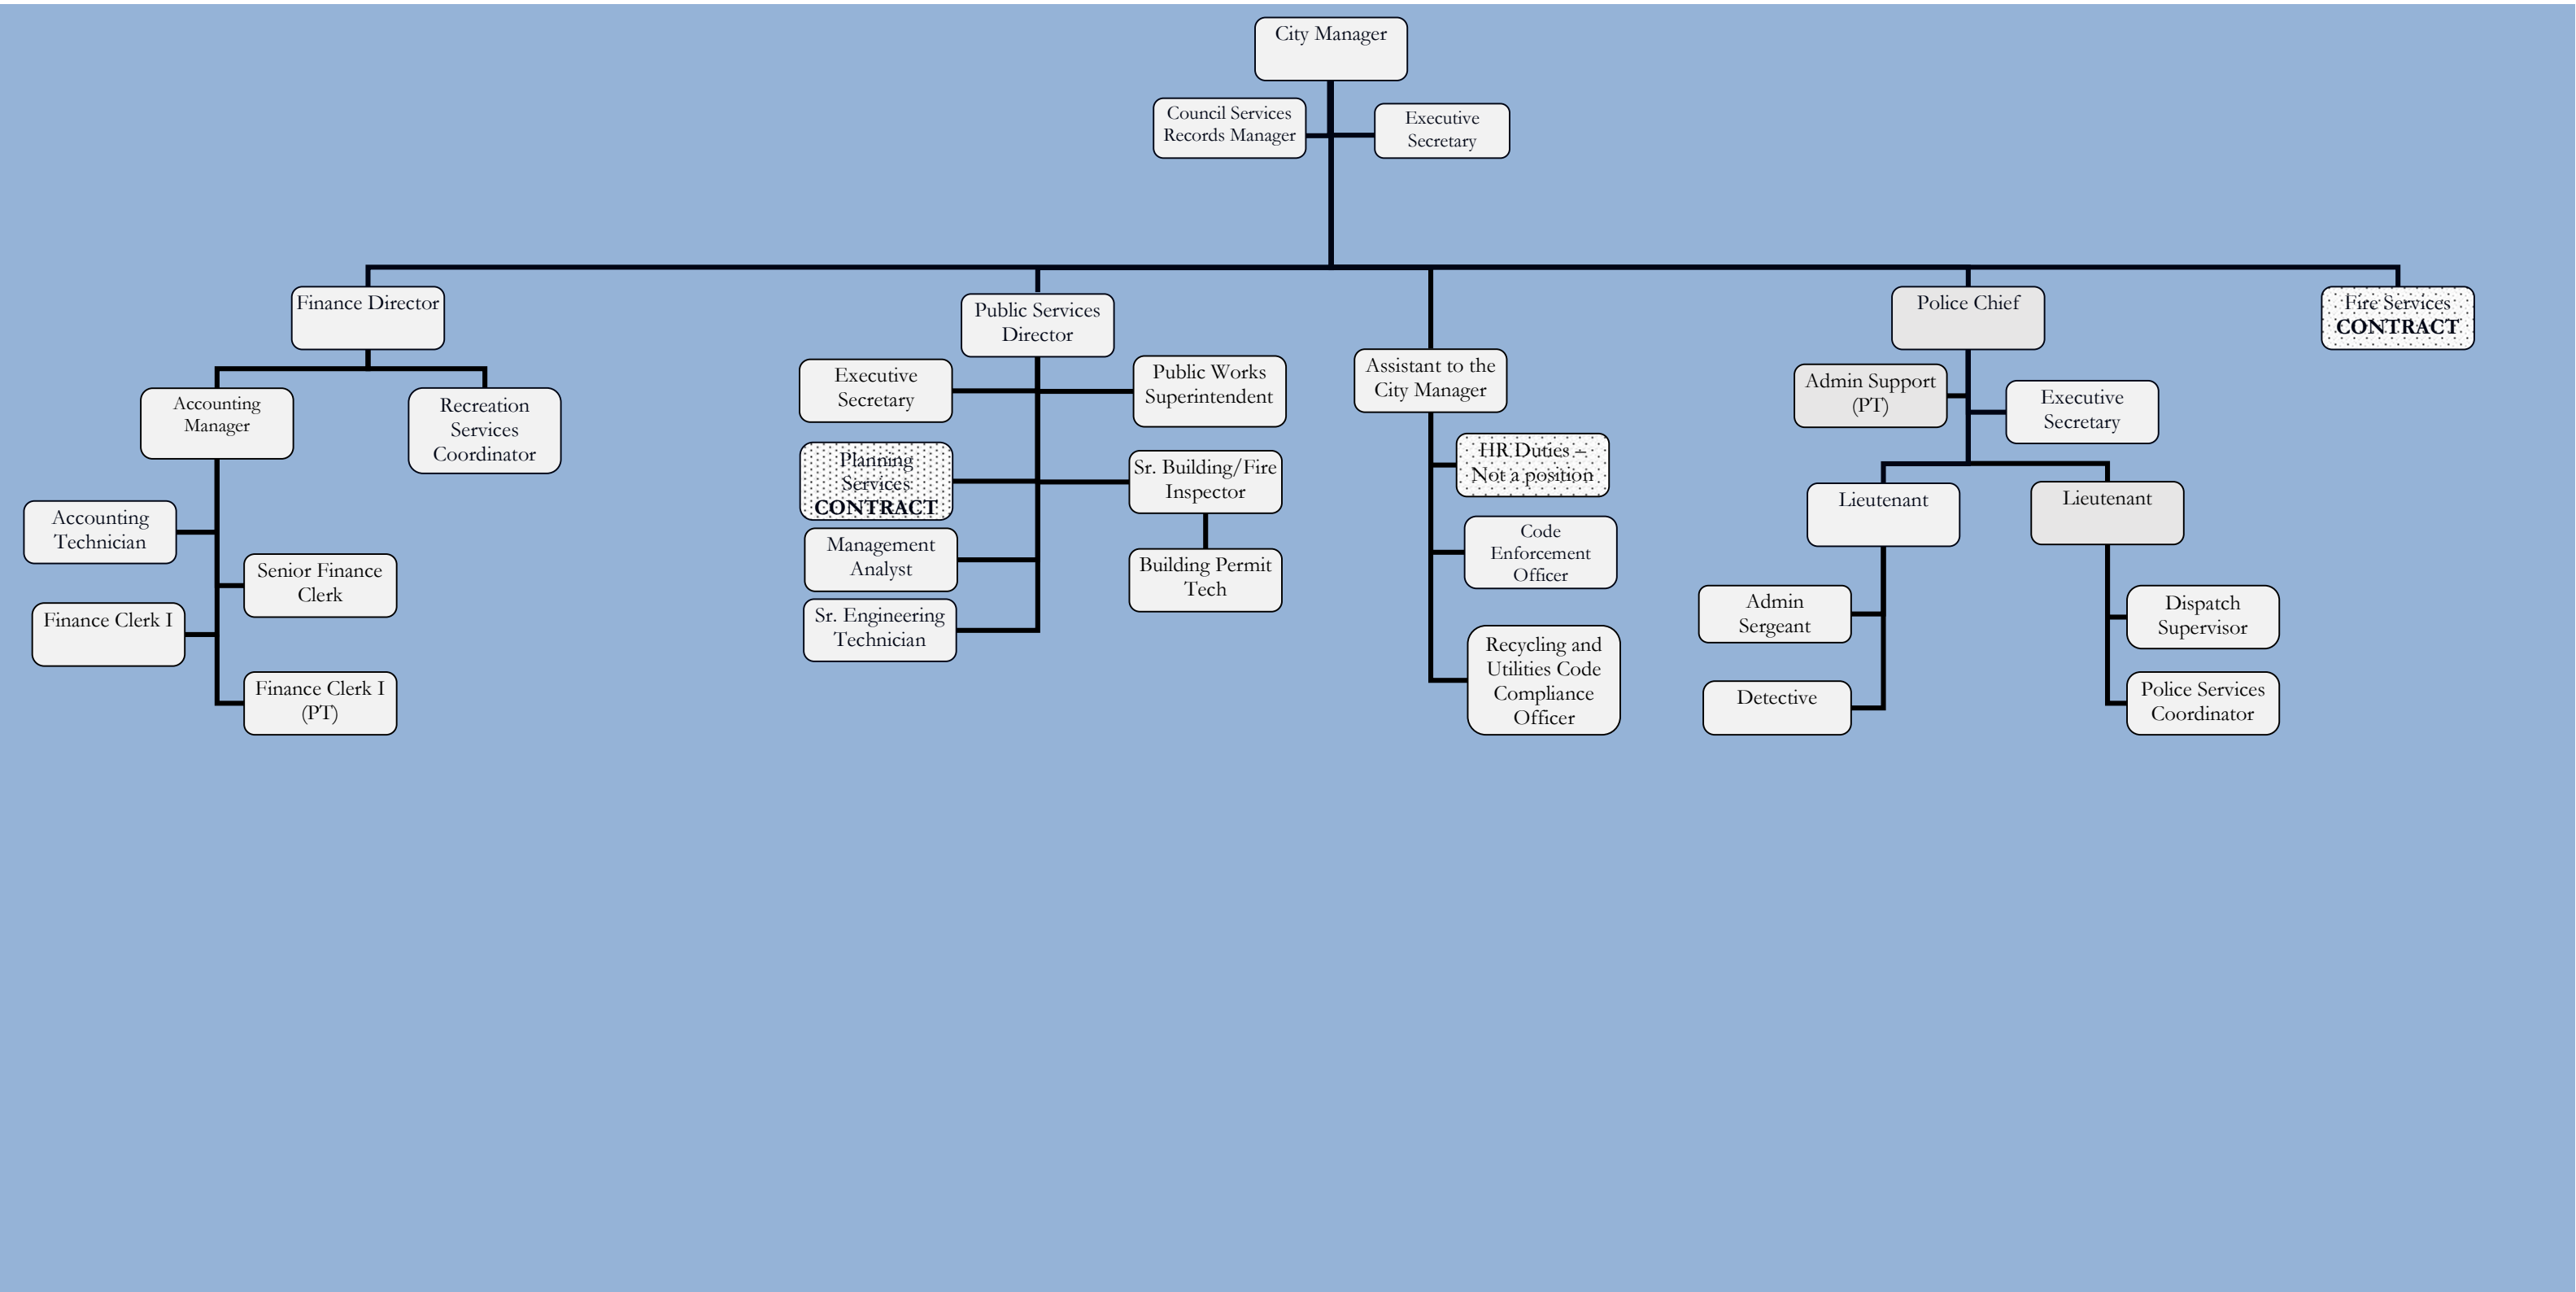 City Manager
Council Services
Records Manager
Executive
Secretary
Finance Director
Public Services
Director
Police Chief
Fire Services
CONTRACT
Accounting
Manager
Recreation
Services
Coordinator
Accounting
Technician
Senior Finance
Clerk
Finance Clerk I
Finance Clerk I
(PT)
Executive
Secretary
Public Works
Superintendent
Planning
Services
CONTRACT
Sr. Building/Fire
Inspector
Management
Analyst
Building Permit
Tech
Sr. Engineering
Technician
Assistant to the
City Manager
HR Duties –
Not a position
Code
Enforcement
Officer
Recycling and
Utilities Code
Compliance
Officer
Admin Support
(PT)
Executive
Secretary
Lieutenant
Lieutenant
Admin
Sergeant
Detective
Dispatch
Supervisor
Police Services
Coordinator